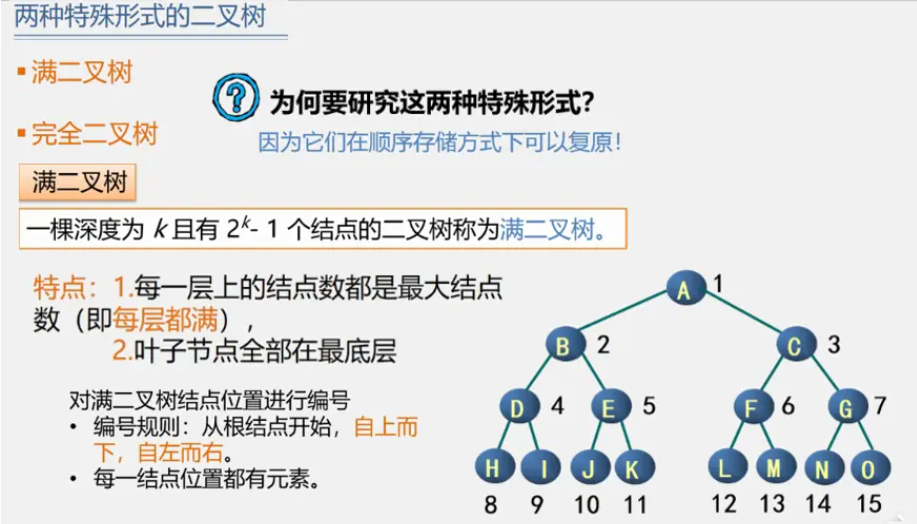 两种特殊形式的二叉树
▪满二叉树
?
为何要研究这两种特殊形式?
▪完全二叉树
因为它们在顺序存储方式下可以复原!
满二叉树
一棵深度为 k 且有 2ᵏ- 1 个结点的二叉树称为满二叉树。
特点：1.每一层上的结点数都是最大结点
数（即每层都满），
2.叶子节点全部在最底层
对满二叉树结点位置进行编号
• 编号规则：从根结点开始，自上而
下，自左而右。
• 每一结点位置都有元素。
A 1
B 2 C 3
D 4 E 5 F 6 G 7
H I J K L M N O
8 9 10 11 12 13 14 15